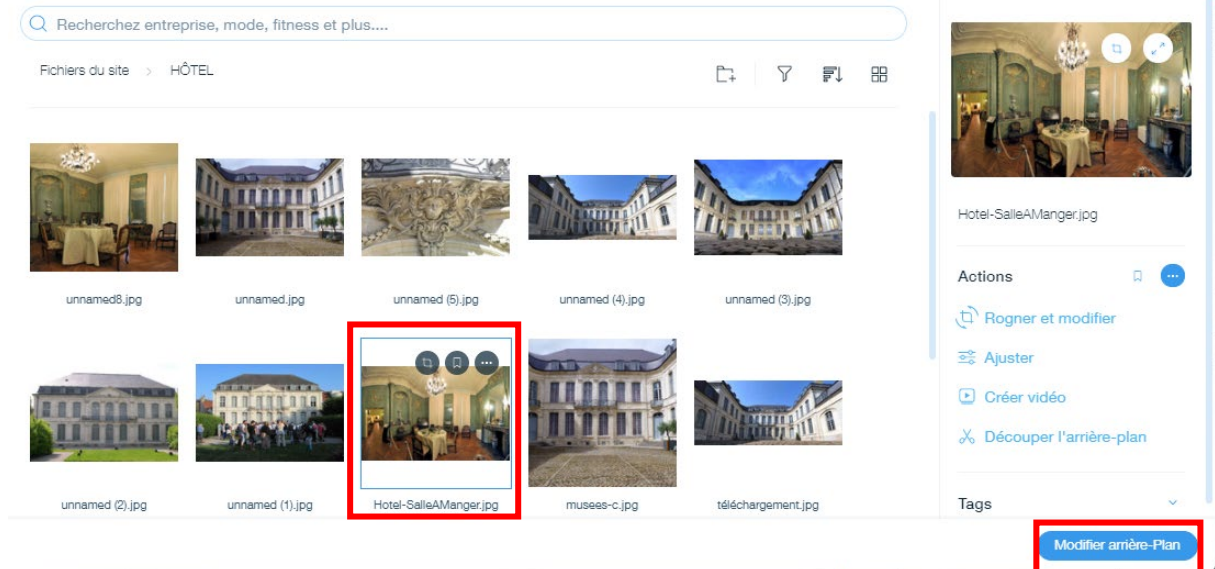 Recherchez entreprise, mode, fitness et plus....
Fichiers du site > HÔTEL
unnamed8.jpg
unnamed.jpg
unnamed (5).jpg
unnamed (4).jpg
unnamed (3).jpg
unnamed (2).jpg
unnamed (1).jpg
Hotel-SalleAManger.jpg
musees-c.jpg
téléchargement.jpg
Hotel-SalleAManger.jpg
Actions
Rogner et modifier
Ajuster
Créer vidéo
Découper l'arrière-plan
Tags
Modifier arrière-Plan